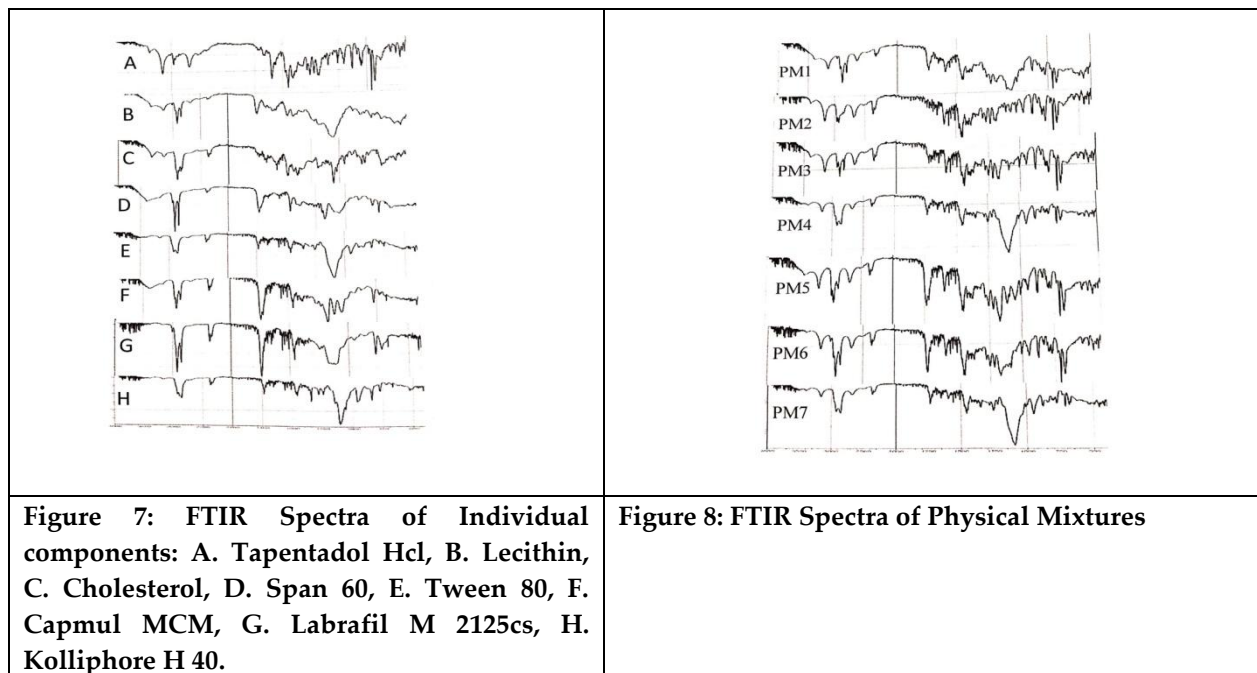 A
B
C
D
E
F
G
H
PM1
PM2
PM3
PM4
PM5
PM6
PM7
Figure 7: FTIR Spectra of Individual
components: A. Tapentadol Hcl, B. Lecithin,
C. Cholesterol, D. Span 60, E. Tween 80, F.
Capmul MCM, G. Labrafil M 2125cs, H.
Kolliphore H 40.
Figure 8: FTIR Spectra of Physical Mixtures